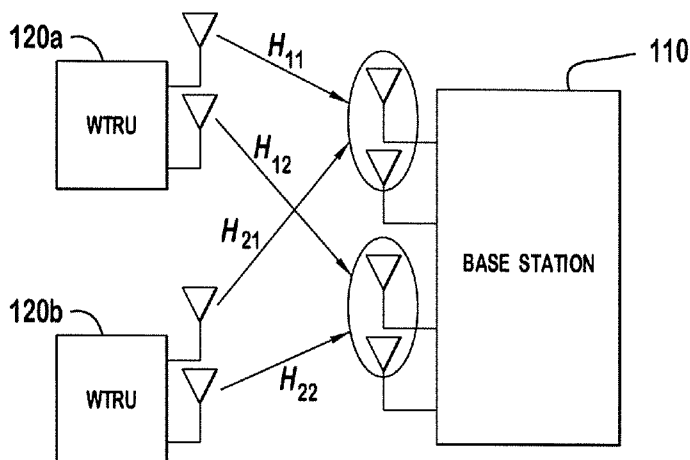 120a
H11
110
WTRU
H12
H21
BASE STATION
120b
WTRU
H22